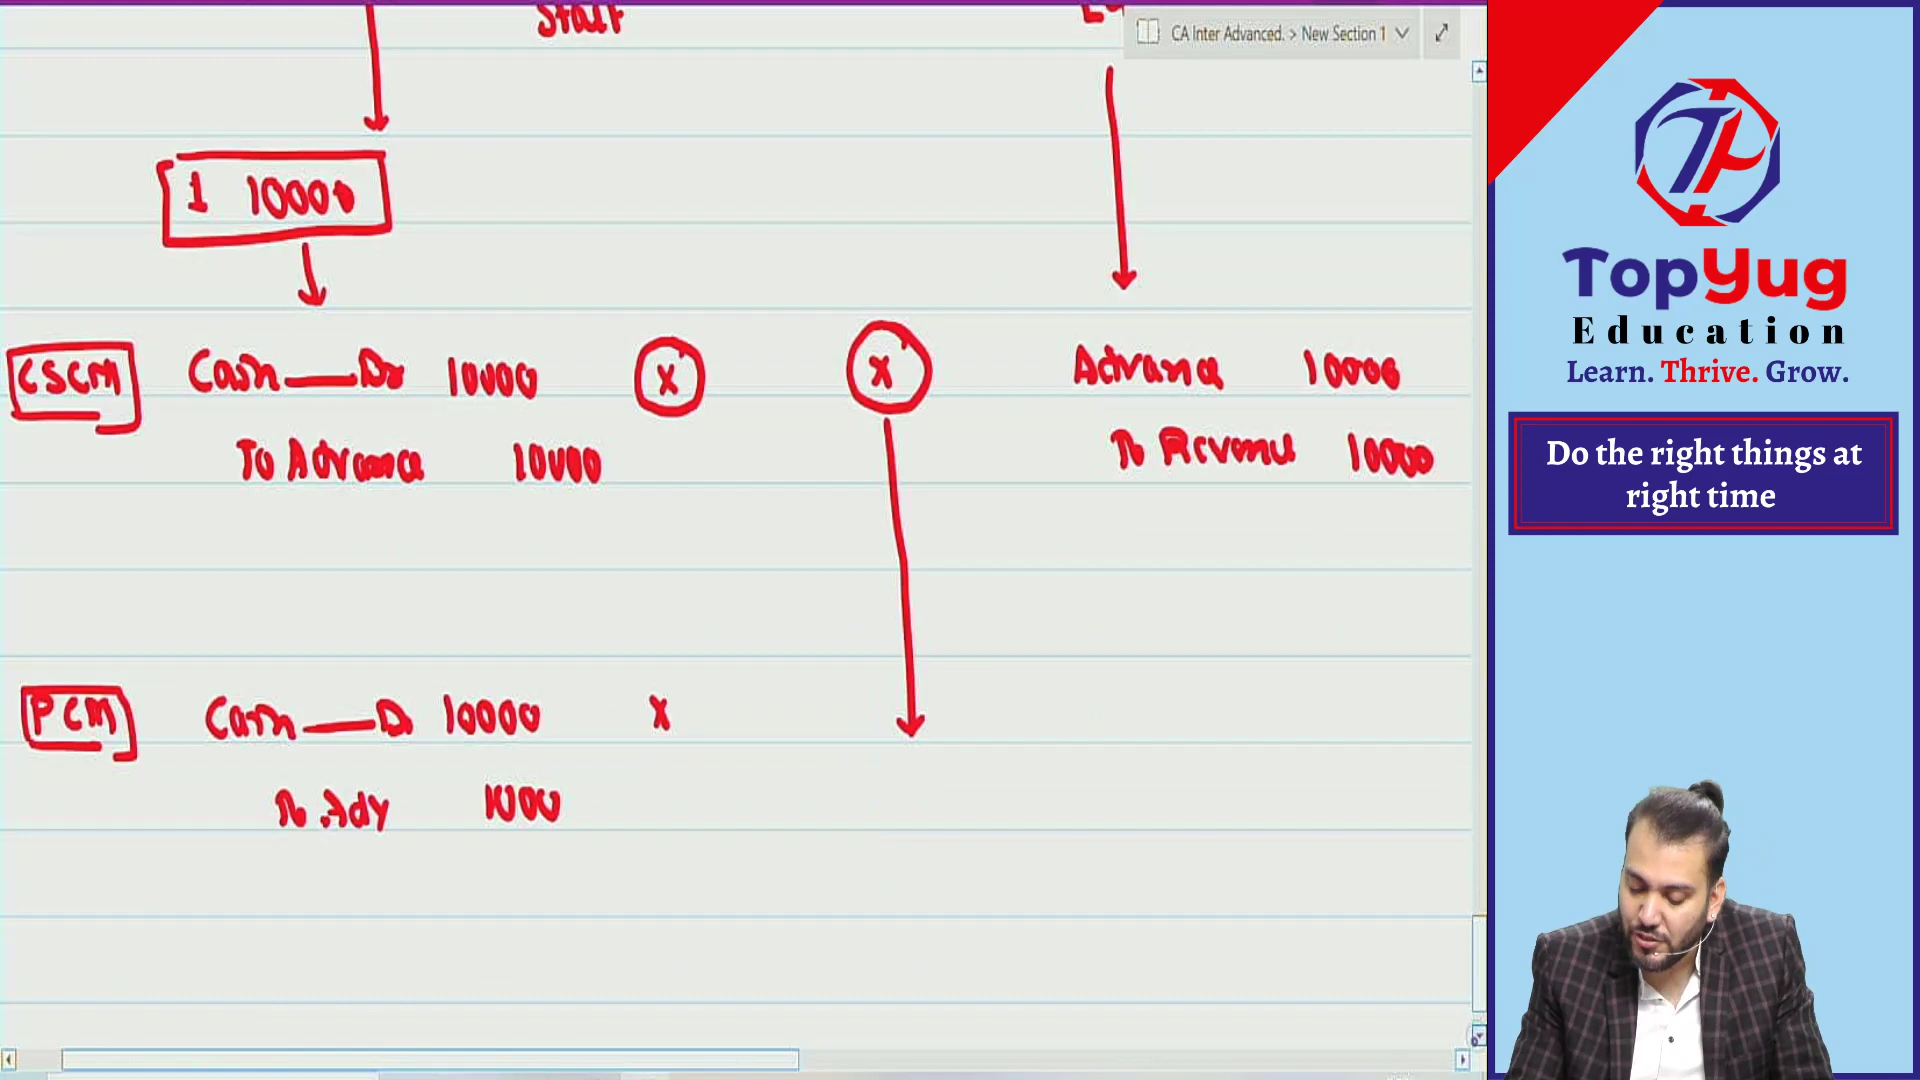 Start
CA Inter Advanced. > New Section 1
1 10000
CSCM Cash — Dr 10000 x x Advance 10000
To Advance 10000 To Revenue 10000
PCM Cash — Dr 10000 x
To Adv 1000
TopYug
Education
Learn. Thrive. Grow.
Do the right things at
right time